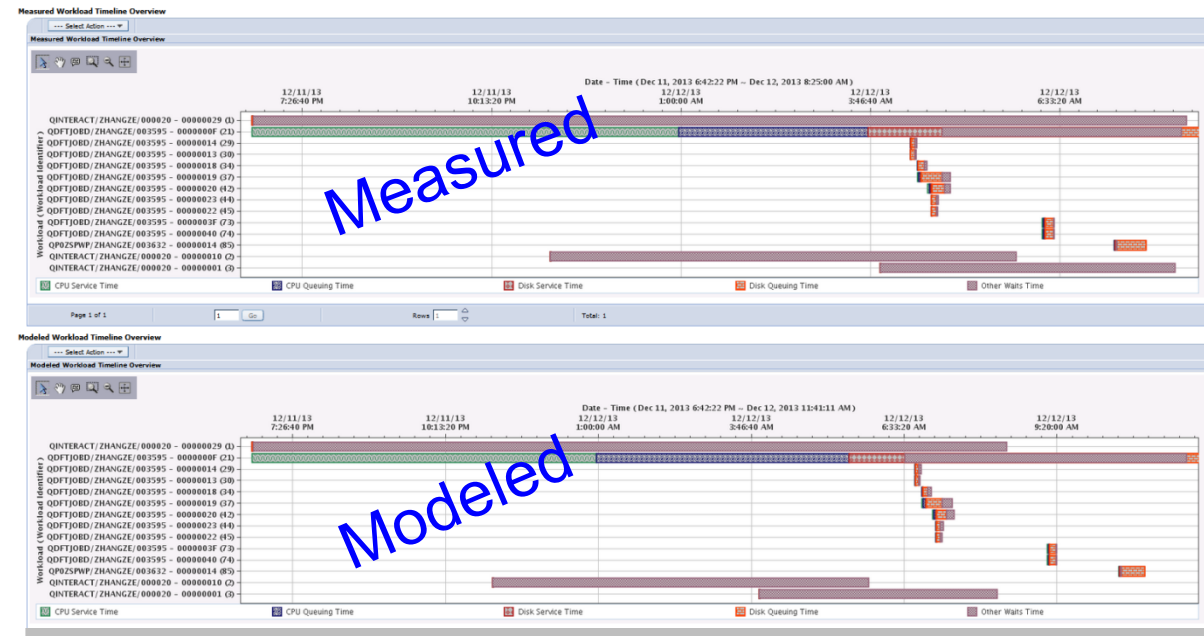 Measured Workload Timeline Overview
--- Select Action ---
Measured Workload Timeline Overview
Date - Time (Dec 11, 2013 6:42:22 PM -- Dec 12, 2013 8:25:00 AM)
12/11/13 12/11/13 12/12/13 12/12/13 12/12/13
7:26:40 PM 10:13:20 PM 1:00:00 AM 3:46:40 AM 6:33:20 AM
Workload (Workload Identifier)
QINTERACT/ZHANGZE/000020 - 00000029 (1)
QDFTJOBD/ZHANGZE/003595 - 0000000F (21)
QDFTJOBD/ZHANGZE/003595 - 00000014 (29)
QDFTJOBD/ZHANGZE/003595 - 00000013 (30)
QDFTJOBD/ZHANGZE/003595 - 00000018 (34)
QDFTJOBD/ZHANGZE/003595 - 00000019 (37)
QDFTJOBD/ZHANGZE/003595 - 00000020 (42)
QDFTJOBD/ZHANGZE/003595 - 00000023 (44)
QDFTJOBD/ZHANGZE/003595 - 00000022 (45)
QDFTJOBD/ZHANGZE/003595 - 0000003F (73)
QDFTJOBD/ZHANGZE/003595 - 00000040 (74)
QP0ZSPWP/ZHANGZE/003632 - 00000014 (85)
QINTERACT/ZHANGZE/000020 - 00000010 (2)
QINTERACT/ZHANGZE/000020 - 00000001 (3)
Measured
CPU Service Time CPU Queuing Time Disk Service Time Disk Queuing Time Other Waits Time
Page 1 of 1 1 Go Rows 1 Total: 1
Modeled Workload Timeline Overview
--- Select Action ---
Modeled Workload Timeline Overview
Date - Time (Dec 11, 2013 6:42:22 PM -- Dec 12, 2013 11:41:11 AM)
12/11/13 12/11/13 12/12/13 12/12/13 12/12/13 12/12/13
7:26:40 PM 10:13:20 PM 1:00:00 AM 3:46:40 AM 6:33:20 AM 9:20:00 AM
Workload (Workload Identifier)
QINTERACT/ZHANGZE/000020 - 00000029 (1)
QDFTJOBD/ZHANGZE/003595 - 0000000F (21)
QDFTJOBD/ZHANGZE/003595 - 00000014 (29)
QDFTJOBD/ZHANGZE/003595 - 00000013 (30)
QDFTJOBD/ZHANGZE/003595 - 00000018 (34)
QDFTJOBD/ZHANGZE/003595 - 00000019 (37)
QDFTJOBD/ZHANGZE/003595 - 00000020 (42)
QDFTJOBD/ZHANGZE/003595 - 00000023 (44)
QDFTJOBD/ZHANGZE/003595 - 00000022 (45)
QDFTJOBD/ZHANGZE/003595 - 0000003F (73)
QDFTJOBD/ZHANGZE/003595 - 00000040 (74)
QP0ZSPWP/ZHANGZE/003632 - 00000014 (85)
QINTERACT/ZHANGZE/000020 - 00000010 (2)
QINTERACT/ZHANGZE/000020 - 00000001 (3)
Modeled
CPU Service Time CPU Queuing Time Disk Service Time Disk Queuing Time Other Waits Time